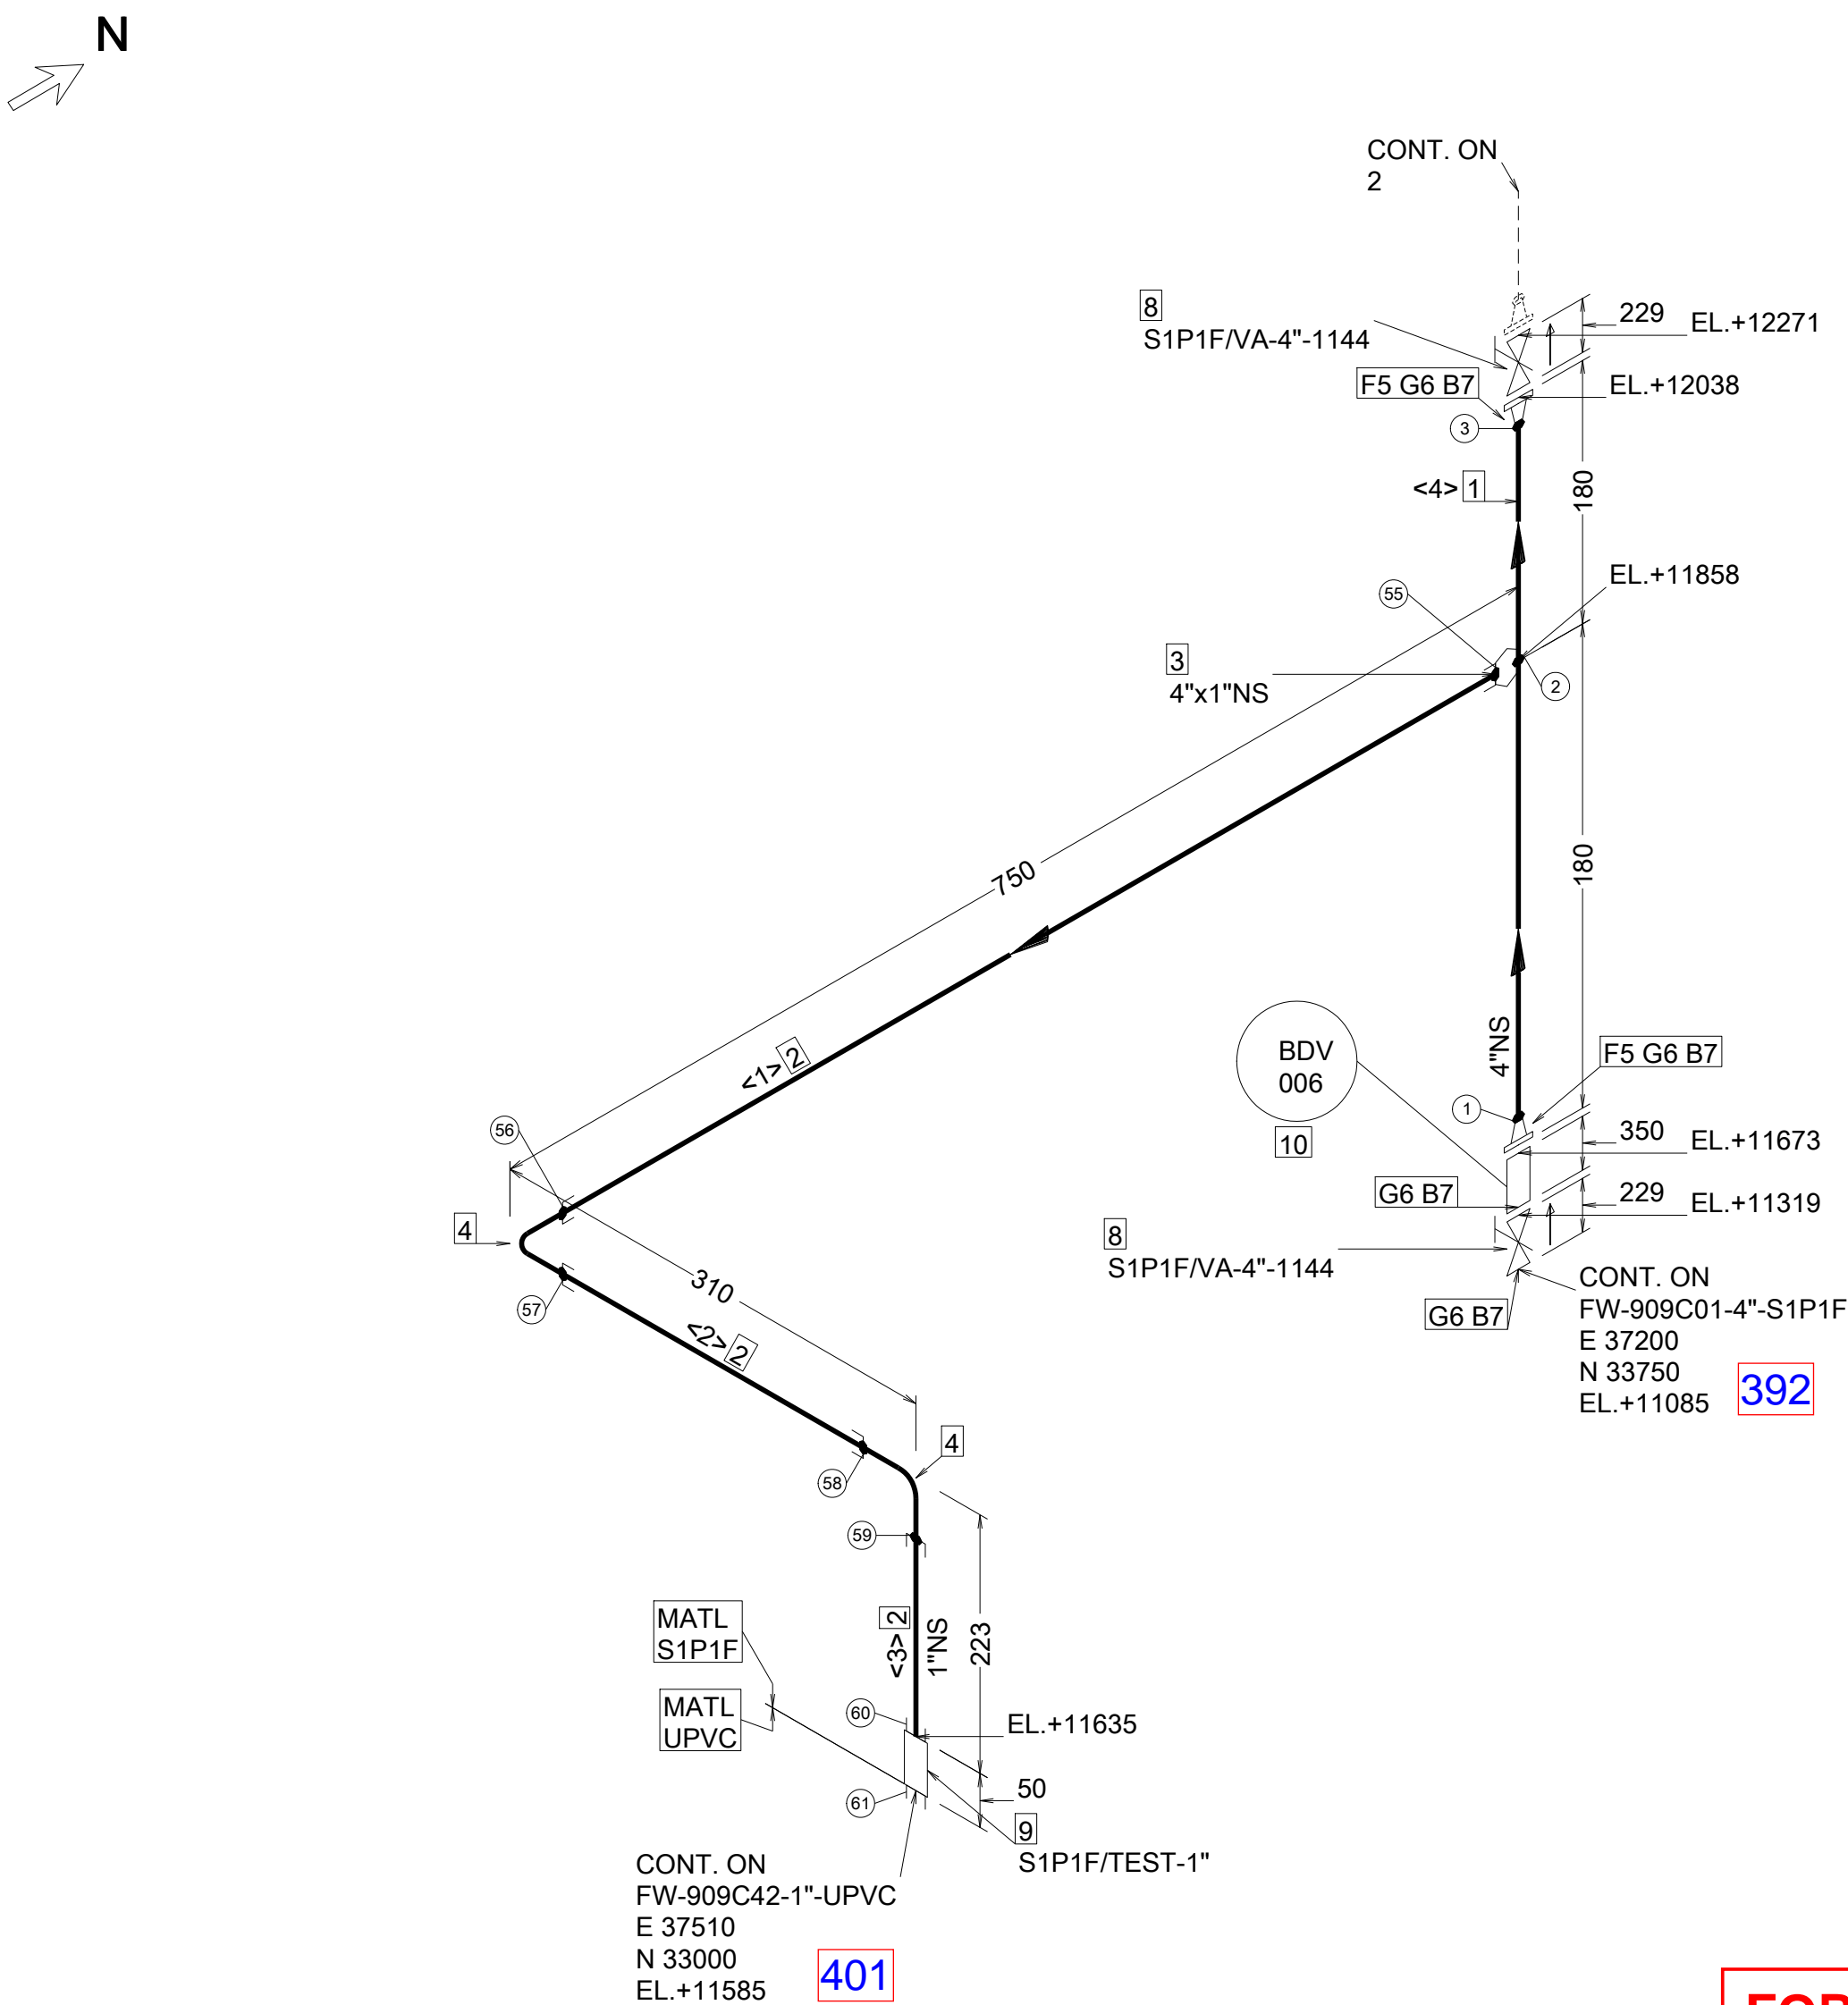 N
CONT. ON
2
8
S1P1F/VA-4"-1144
229
EL.+12271
F5 G6 B7
EL.+12038
3
<4> 1
180
EL.+11858
55
3
4"x1"NS
2
750
180
BDV
006
10
4"NS
F5 G6 B7
1
350
EL.+11673
G6 B7
229
EL.+11319
8
S1P1F/VA-4"-1144
G6 B7
CONT. ON
FW-909C01-4"-S1P1F
E 37200
N 33750
EL.+11085
392
<1> 2
56
4
57
310
<2> 2
58
4
59
<3> 2
1"NS
223
MATL
S1P1F
MATL
UPVC
60
EL.+11635
61
50
9
S1P1F/TEST-1"
CONT. ON
FW-909C42-1"-UPVC
E 37510
N 33000
EL.+11585
401